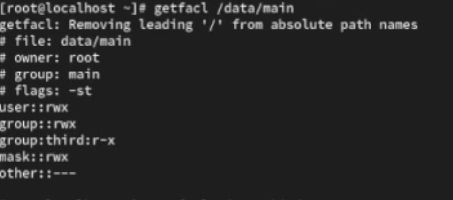 [root@localhost ~]# getfacl /data/main
getfacl: Removing leading '/' from absolute path names
# file: data/main
# owner: root
# group: main
# flags: -st
user::rwx
group::rwx
group:third:r-x
mask::rwx
other::---